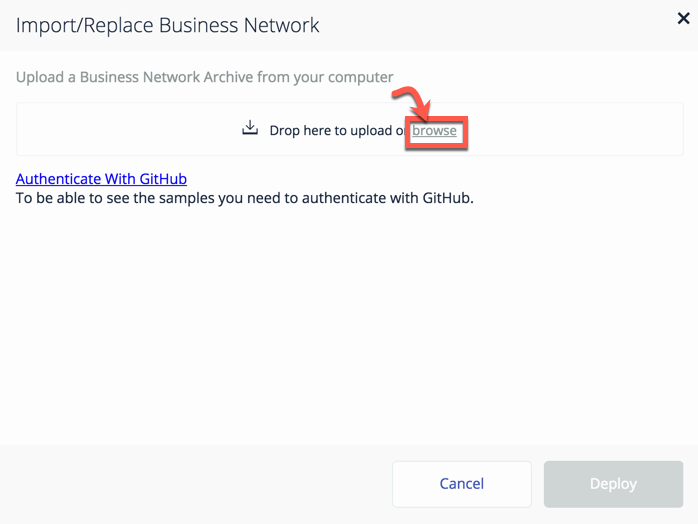 Import/Replace Business Network
Upload a Business Network Archive from your computer
Drop here to upload or browse
Authenticate With GitHub
To be able to see the samples you need to authenticate with GitHub.
Cancel
Deploy